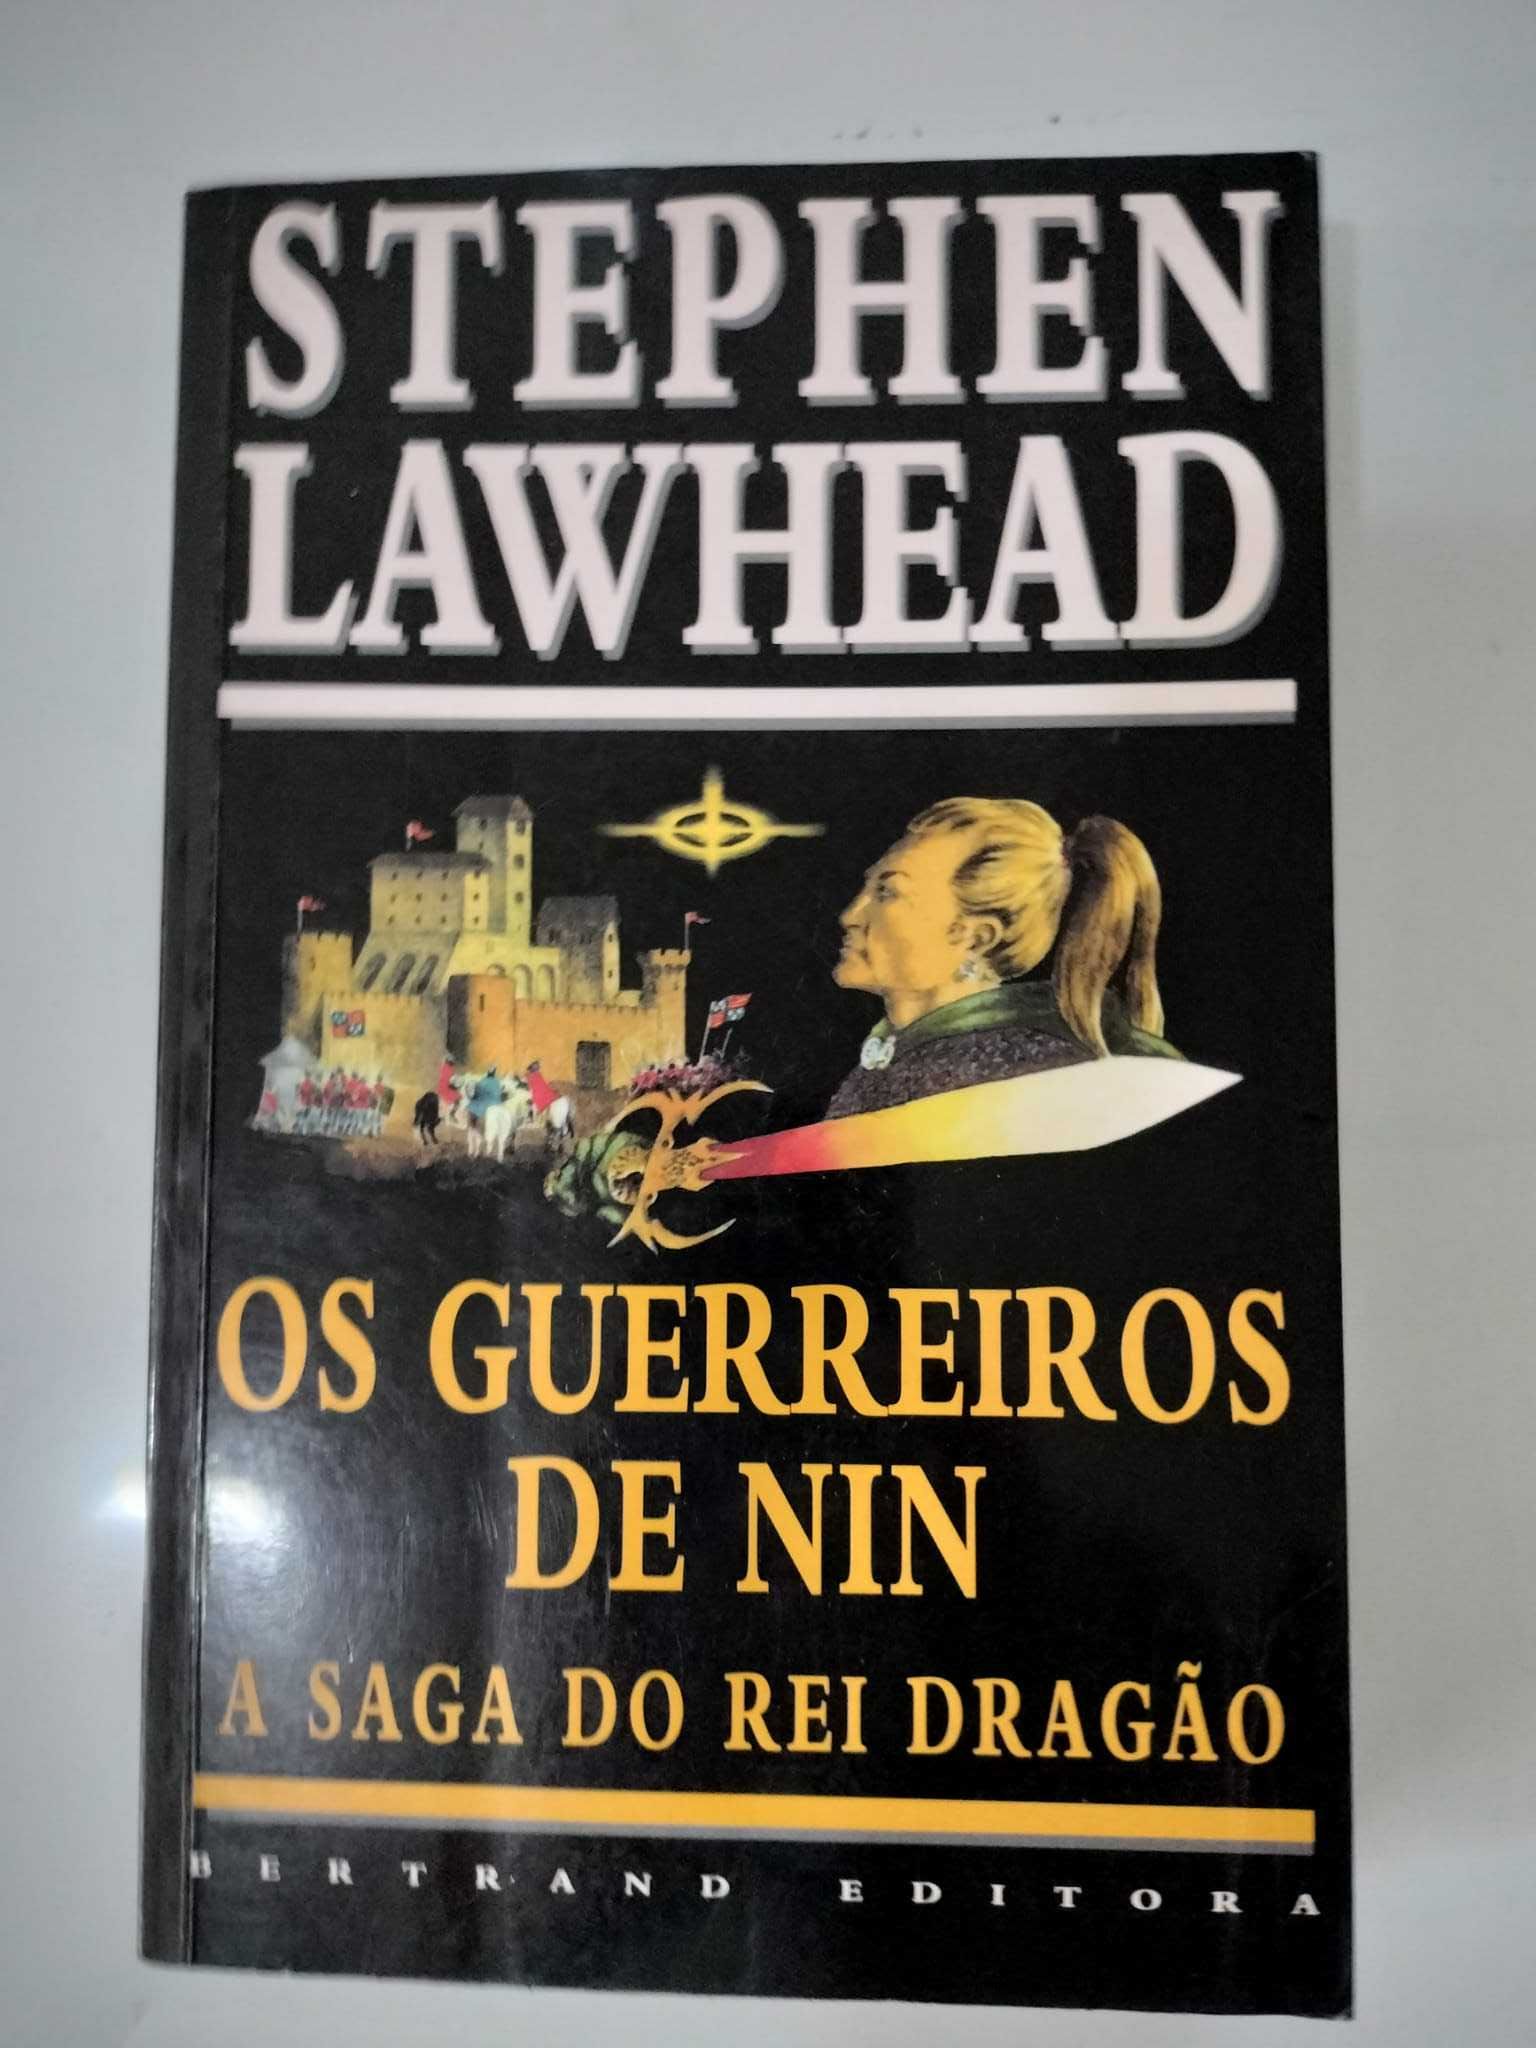 STEPHEN
LAWHEAD
OS GUERREIROS
DE NIN
A SAGA DO REI DRAGÃO
BERTRAND EDITORA